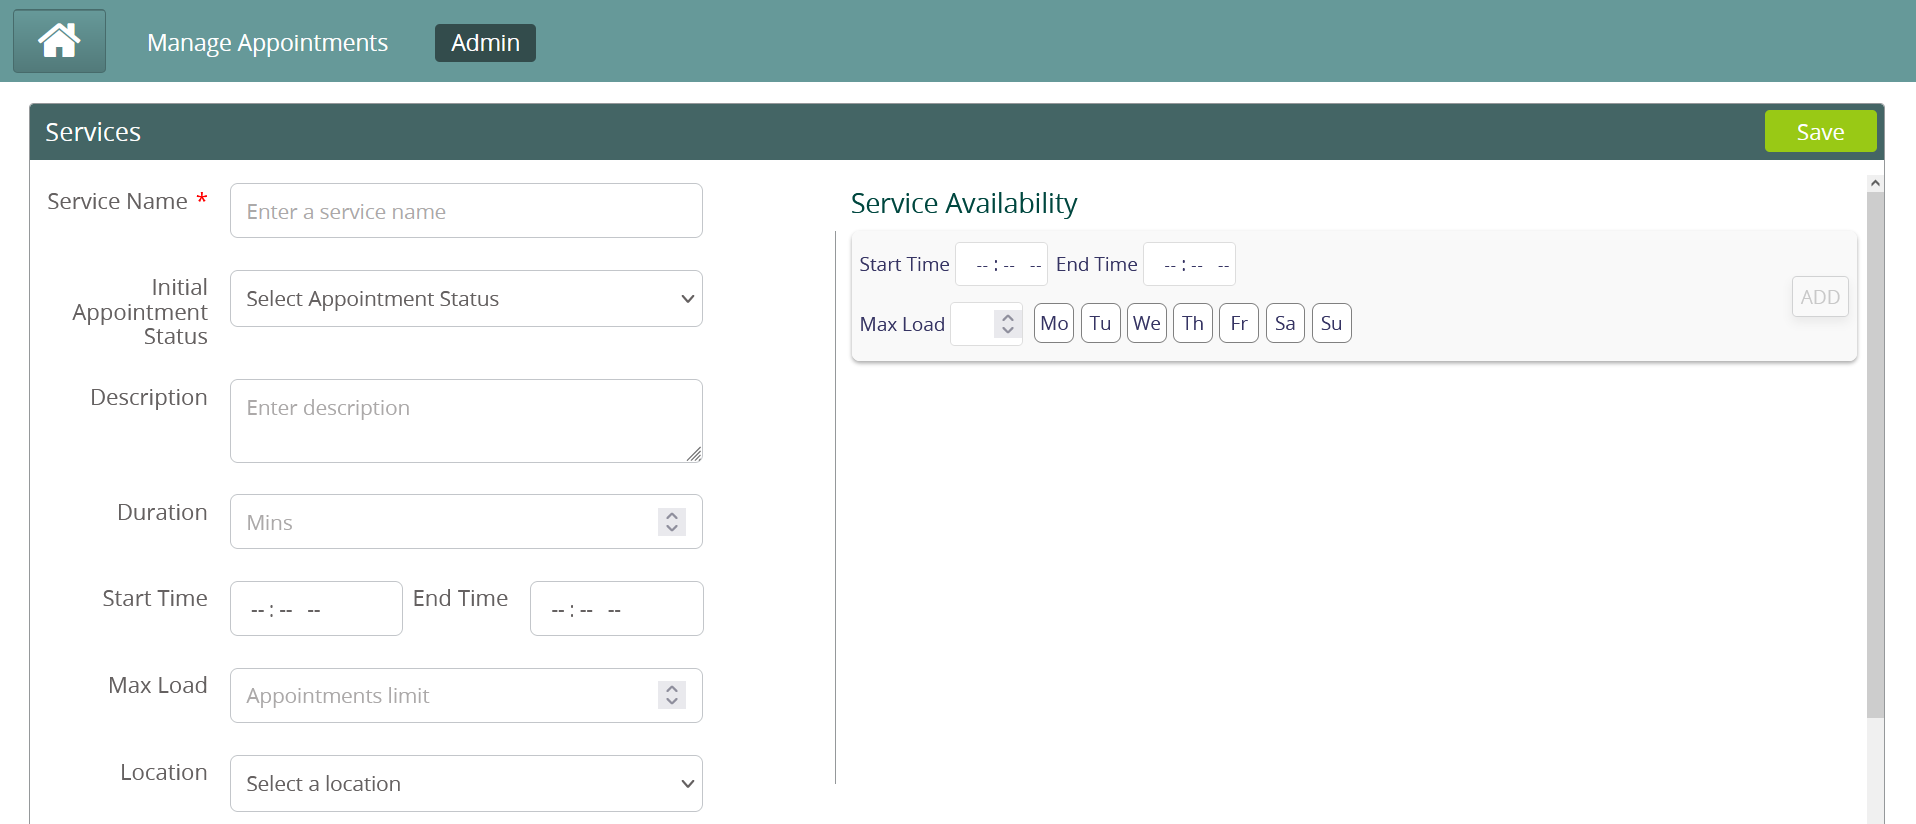 Manage Appointments Admin
Services Save
Service Name * Enter a service name
Initial Appointment Status Select Appointment Status
Description Enter description
Duration Mins
Start Time -- : -- -- End Time -- : -- --
Max Load Appointments limit
Location Select a location
Service Availability
Start Time -- : -- -- End Time -- : -- --
ADD
Max Load Mo Tu We Th Fr Sa Su